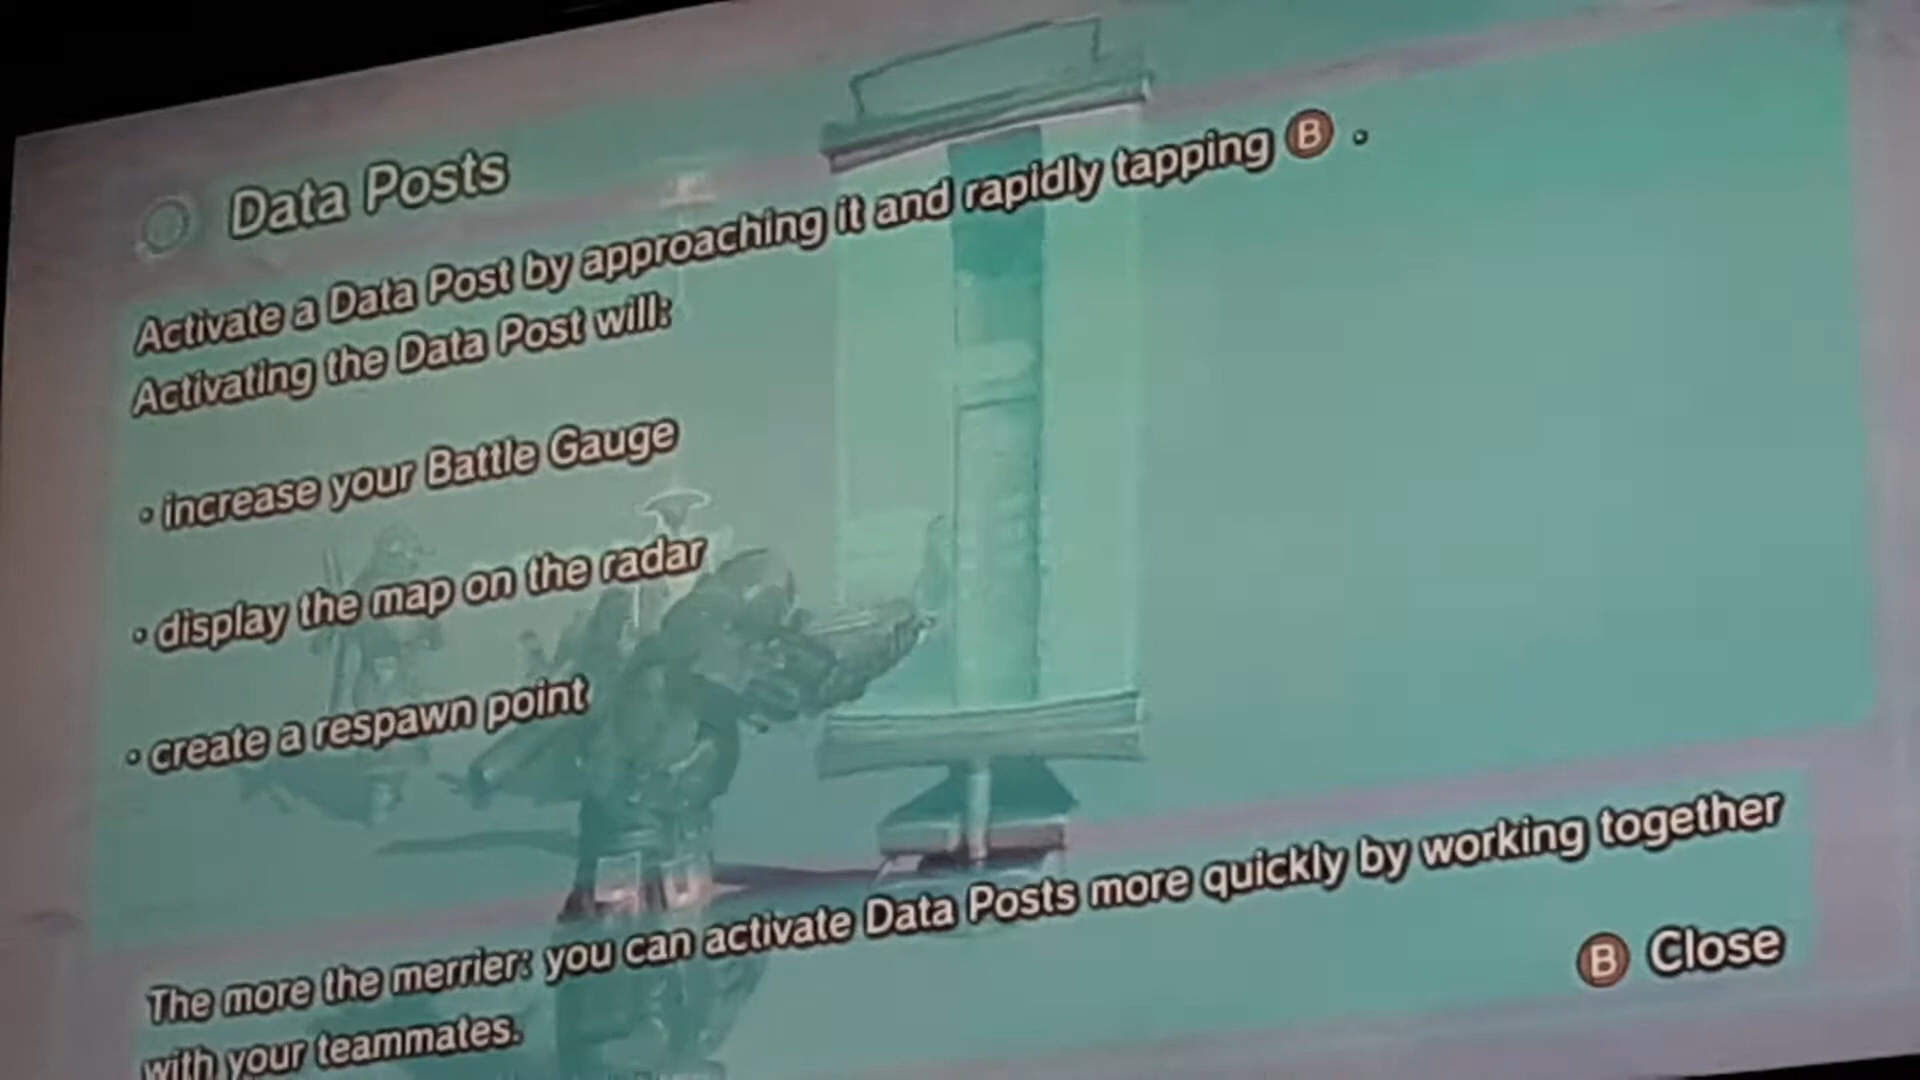 Data Posts
Activate a Data Post by approaching it and rapidly tapping B .
Activating the Data Post will:
• increase your Battle Gauge
• display the map on the radar
• create a respawn point
The more the merrier: you can activate Data Posts more quickly by working together
with your teammates.
B Close